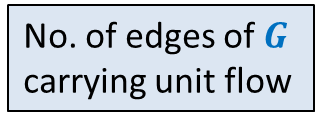 No. of edges of G
carrying unit flow